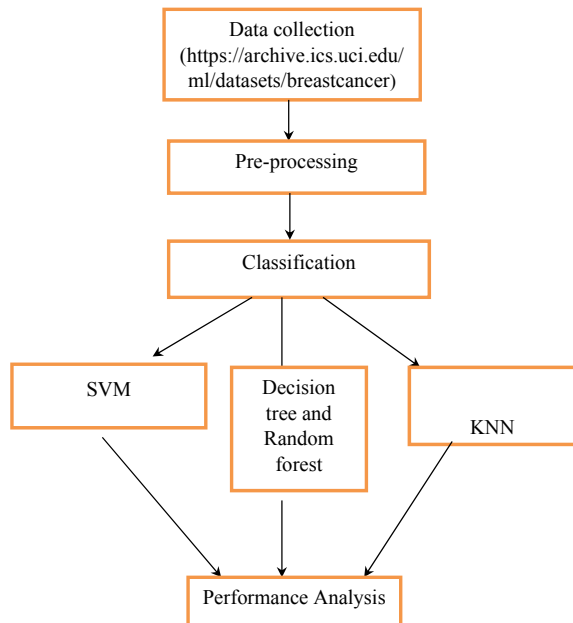 Data collection
(https://archive.ics.uci.edu/
ml/datasets/breastcancer)
Pre-processing
Classification
SVM
Decision
tree and
Random
forest
KNN
Performance Analysis